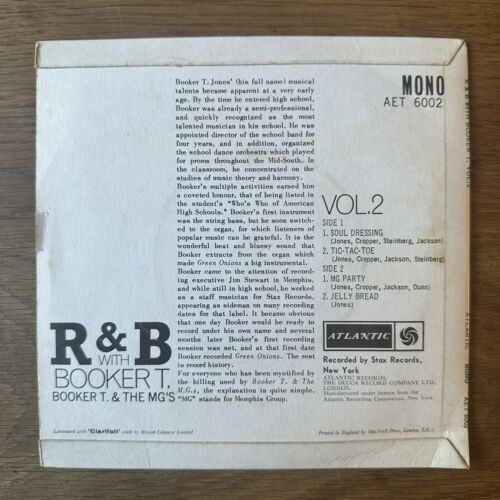 Booker T. Jones' (his full name) musical
talents became apparent at a very early
age. By the time he entered high school,
Booker was already a semi-professional,
and quickly recognized as the most
talented musician in his school. He was
appointed director of the school band for
four years, and in addition, organized
the school dance orchestra which played
for proms throughout the Mid-South. In
the classroom, he concentrated on the
studies of music theory and harmony.
Booker's multiple activities earned him
a coveted honour, that of being listed in
the student's "Who's Who of American
High Schools." Booker's first instrument
was the string bass, but he soon switch-
ed to the organ, for which listeners of
popular music can be grateful. It is the
wonderful beat and bluesy sound that
Booker extracts from the organ which
made Green Onions a big instrumental.
Booker came to the attention of record-
ing executive Jim Stewart in Memphis,
and while still in high school, he worked
as a staff musician for Stax Records,
appearing as sideman on many recording
dates for that label. It became obvious
that one day Booker would be ready to
record under his own name and several
months later Booker's first recording
session was set, and at that first date
Booker recorded Green Onions. The rest
is record history.
For everyone who has been mystified by
the billing used by Booker T. & The
M.G.s, the explanation is quite simple.
"MG" stands for Memphis Group.
R & B
WITH
BOOKER T.
BOOKER T. & THE MG'S
MONO
AET 6002
VOL.2
SIDE 1
1. SOUL DRESSING
(Jones, Cropper, Steinberg, Jackson)
2. TIC-TAC-TOE
(Jones, Cropper, Jackson, Steinberg)
SIDE 2
1. MG PARTY
(Jones, Cropper, Jackson, Dunn)
2. JELLY BREAD
(Jones)
ATLANTIC
Recorded by Stax Records,
New York
ATLANTIC RECORDS,
THE DECCA RECORD COMPANY LTD.,
LONDON.
Manufactured under licence from the
Atlantic Recording Corporation, New York.
Laminated with 'Clarifoil' made by British Celanese Limited
Printed in England by MacNeill Press, London, S.E.1.
R & B WITH BOOKER T. VOL.2
ATLANTIC
MONO
AET 6002